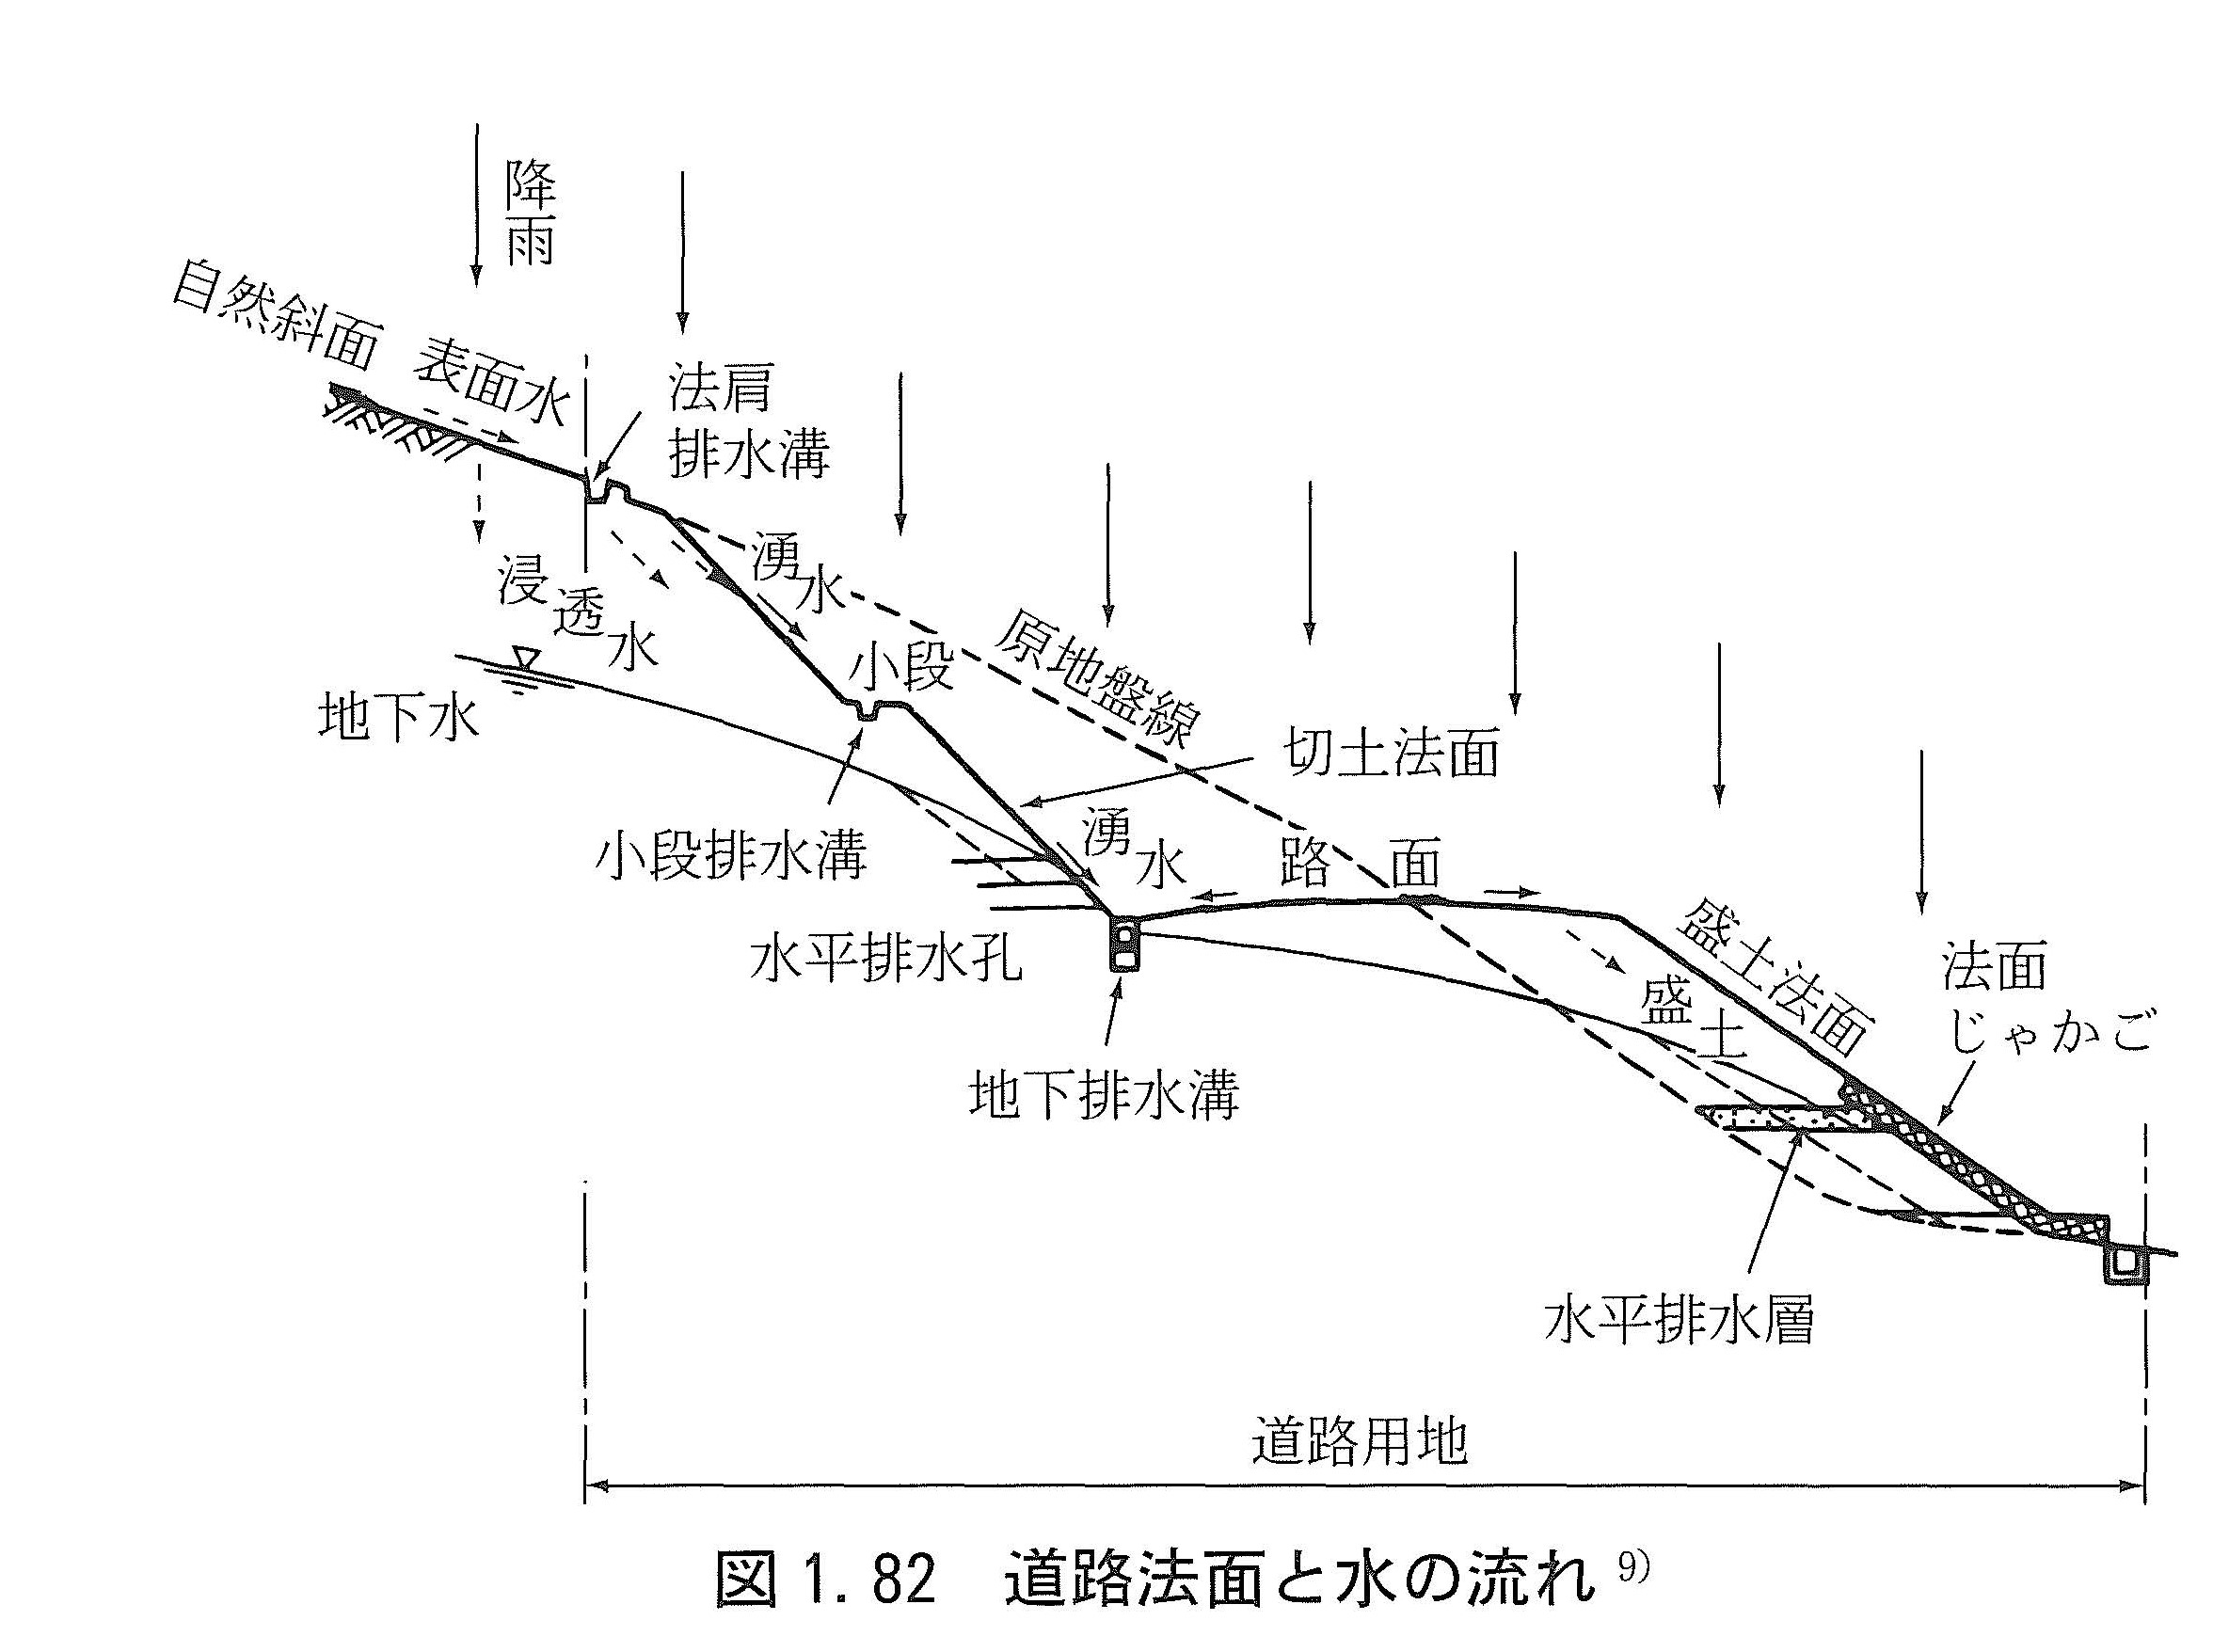 降雨
自然斜面
表面水
法肩
排水溝
湧水
浸透水
小段
原地盤線
地下水
切土法面
小段排水溝
湧水
路面
水平排水孔
盛土法面
法面
じゃかご
盛土
地下排水溝
水平排水層
道路用地
図1.82 道路法面と水の流れ 9)